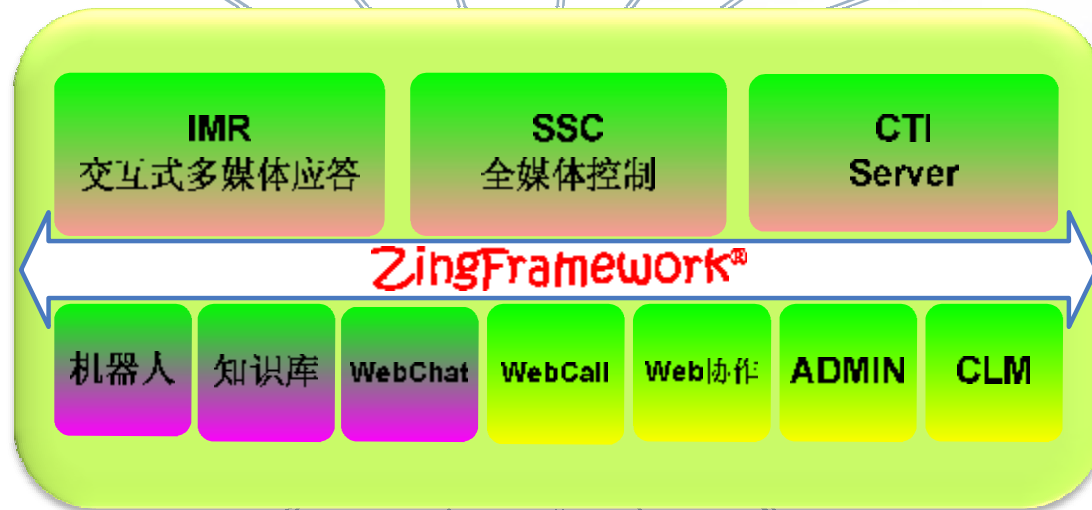 IMR
交互式多媒体应答
SSC
全媒体控制
CTI
Server
ZingFramework®
机器人
知识库
WebChat
WebCall
Web协作
ADMIN
CLM